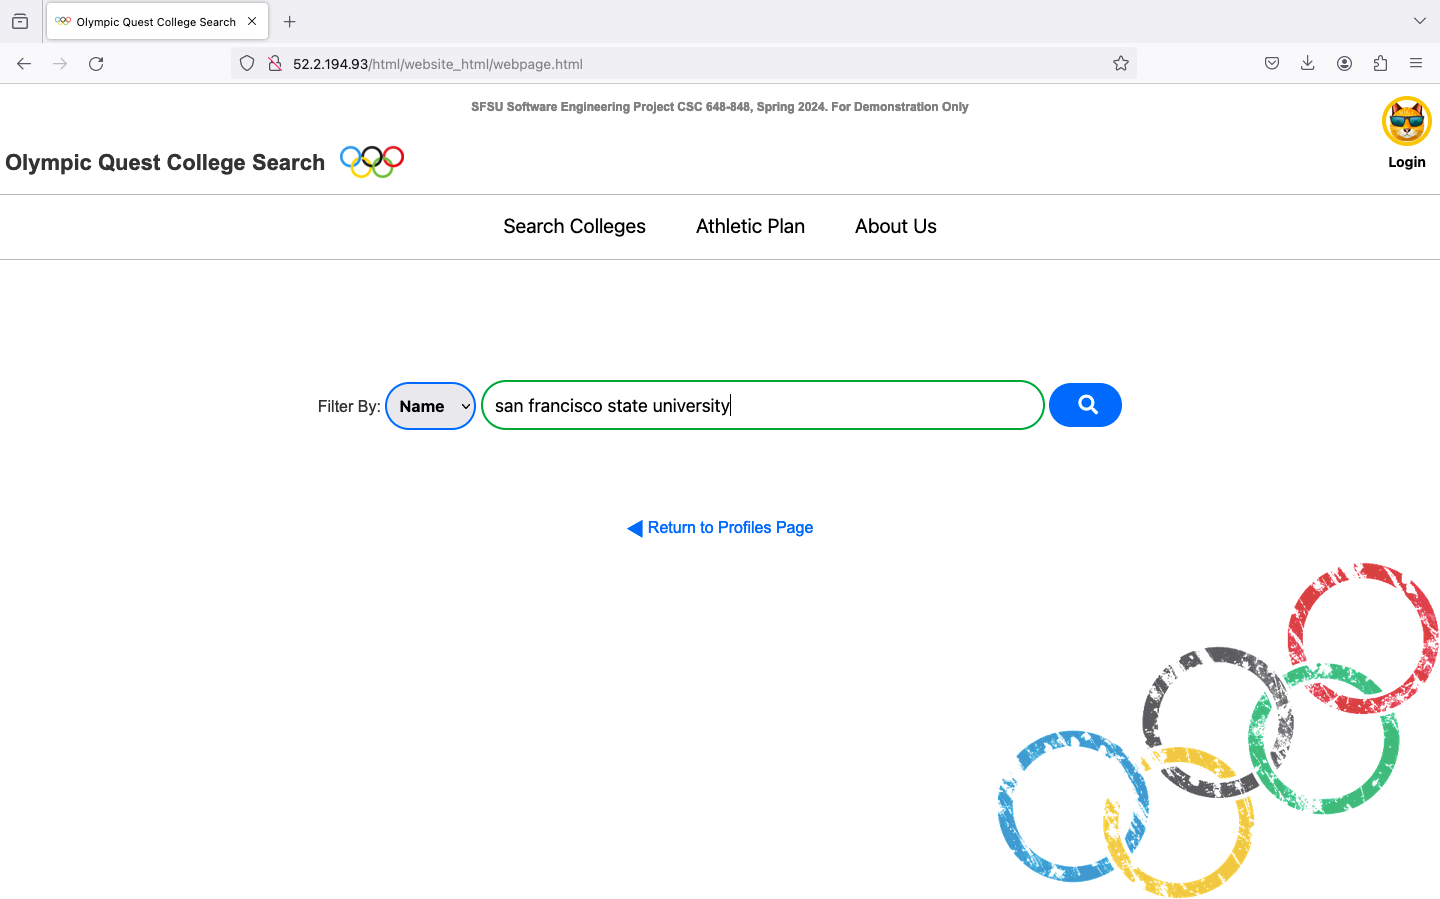 Olympic Quest College Search
52.2.194.93/html/website_html/webpage.html
SFSU Software Engineering Project CSC 648-848, Spring 2024. For Demonstration Only
Olympic Quest College Search
Login
Search Colleges Athletic Plan About Us
Filter By: Name san francisco state university
Return to Profiles Page